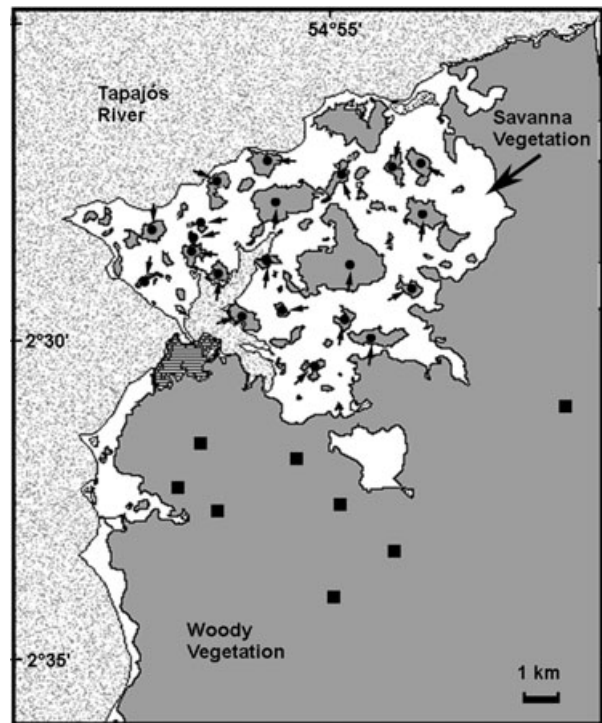 54°55'
Tapajós
River
Savanna
Vegetation
2°30'
Woody
Vegetation
2°35'
1 km